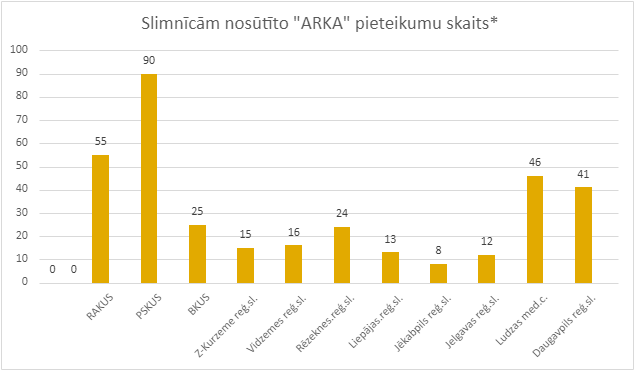 Slimnīcām nosūtīto "ARKA" pieteikumu skaits*
100
90
80
70
60
50
40
30
20
10
0
0
0
55
90
25
15
16
24
13
8
12
46
41
RAKUS
PSKUS
BKUS
Z-Kurzeme reģ.sl.
Vidzemes reģ.sl.
Rēzeknes.reģ.sl.
Liepājas.reģ.sl.
Jēkabpils reģ.sl.
Jelgavas reģ.sl.
Ludzas med.c.
Daugavpils reģ.sl.